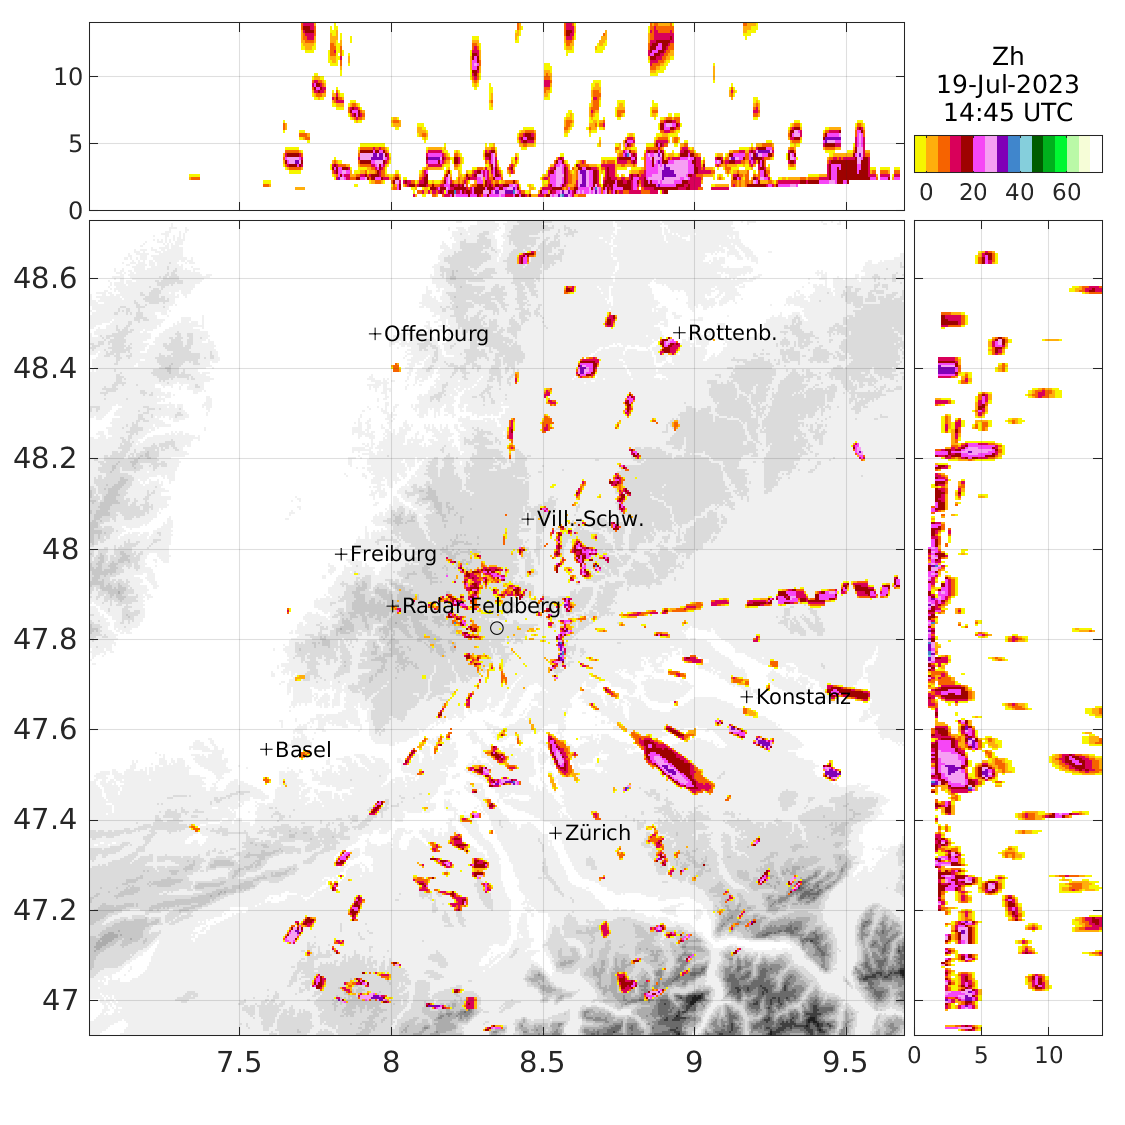 Zh
19-Jul-2023
14:45 UTC
0 20 40 60
10
5
0
48.6
48.4
48.2
48
47.8
47.6
47.4
47.2
47
+Offenburg
+Rottenb.
+Vill.-Schw.
+Freiburg
+Radar Feldberg
+Konstanz
+Basel
+Zürich
7.5 8 8.5 9 9.5
0 5 10